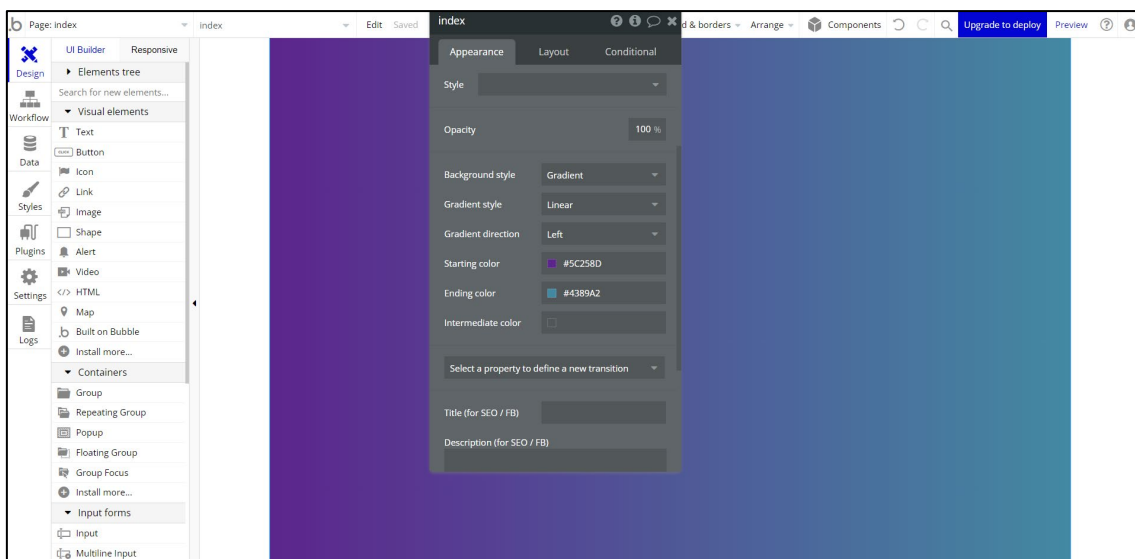 Page: index
index
Edit
Saved
d & borders
Arrange
Components
Upgrade to deploy
Preview
Design
Workflow
Data
Styles
Plugins
Settings
Logs
UI Builder
Responsive
Elements tree
Search for new elements...
Visual elements
Text
CLICK Button
Icon
Link
Image
Shape
Alert
Video
</> HTML
Map
Built on Bubble
Install more...
Containers
Group
Repeating Group
Popup
Floating Group
Group Focus
Install more...
Input forms
Input
Multiline Input
index
Appearance
Layout
Conditional
Style
Opacity
100 %
Background style
Gradient
Gradient style
Linear
Gradient direction
Left
Starting color
#5C258D
Ending color
#4389A2
Intermediate color
Select a property to define a new transition
Title (for SEO / FB)
Description (for SEO / FB)